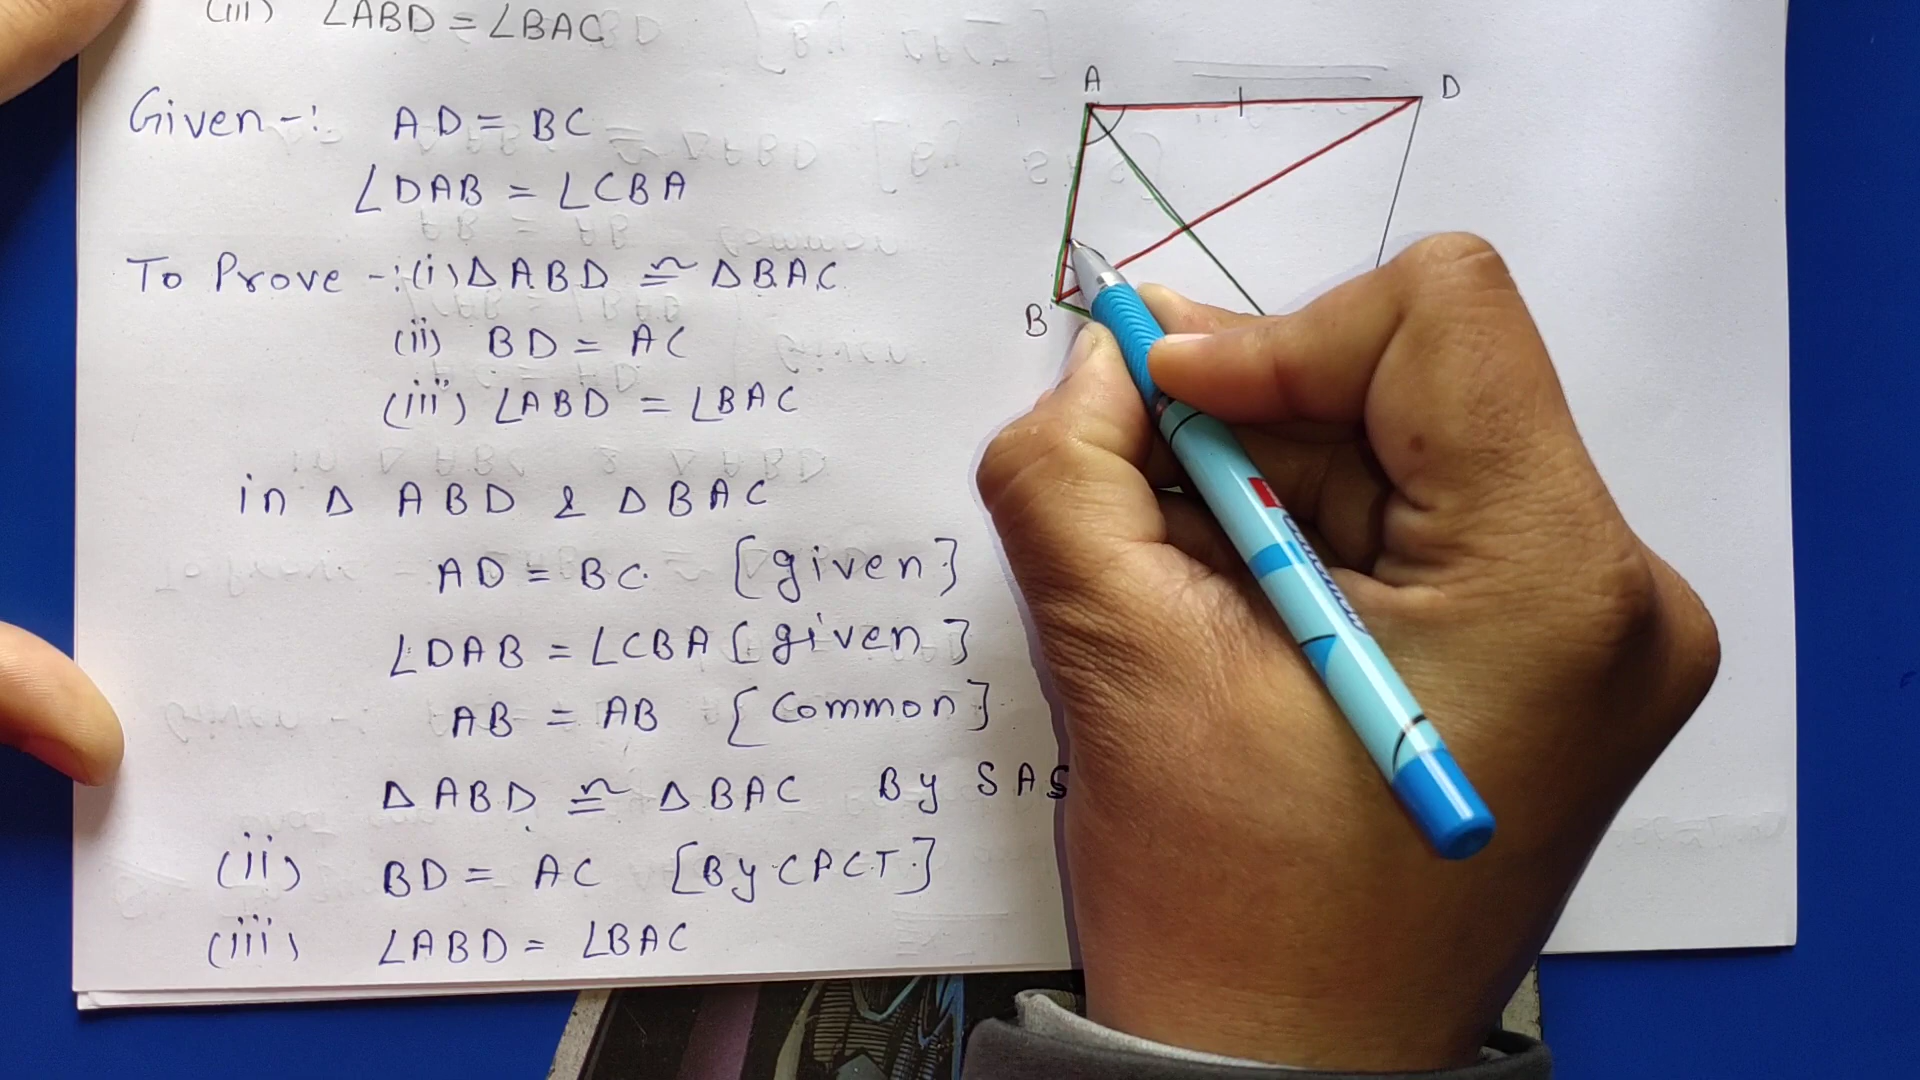 (iii) ∠ABD = ∠BAC
Given -: AD = BC
∠DAB = ∠CBA
To Prove -: (i) Δ ABD ≅ Δ BAC
(ii) BD = AC
(iii) ∠ABD = ∠BAC
in Δ ABD & Δ BAC
AD = BC. [given]
∠DAB = ∠CBA [given]
AB = AB [Common]
Δ ABD ≅ Δ BAC By SAS
(ii) BD = AC [By CPCT.]
(iii) ∠ABD = ∠BAC
A
D
B